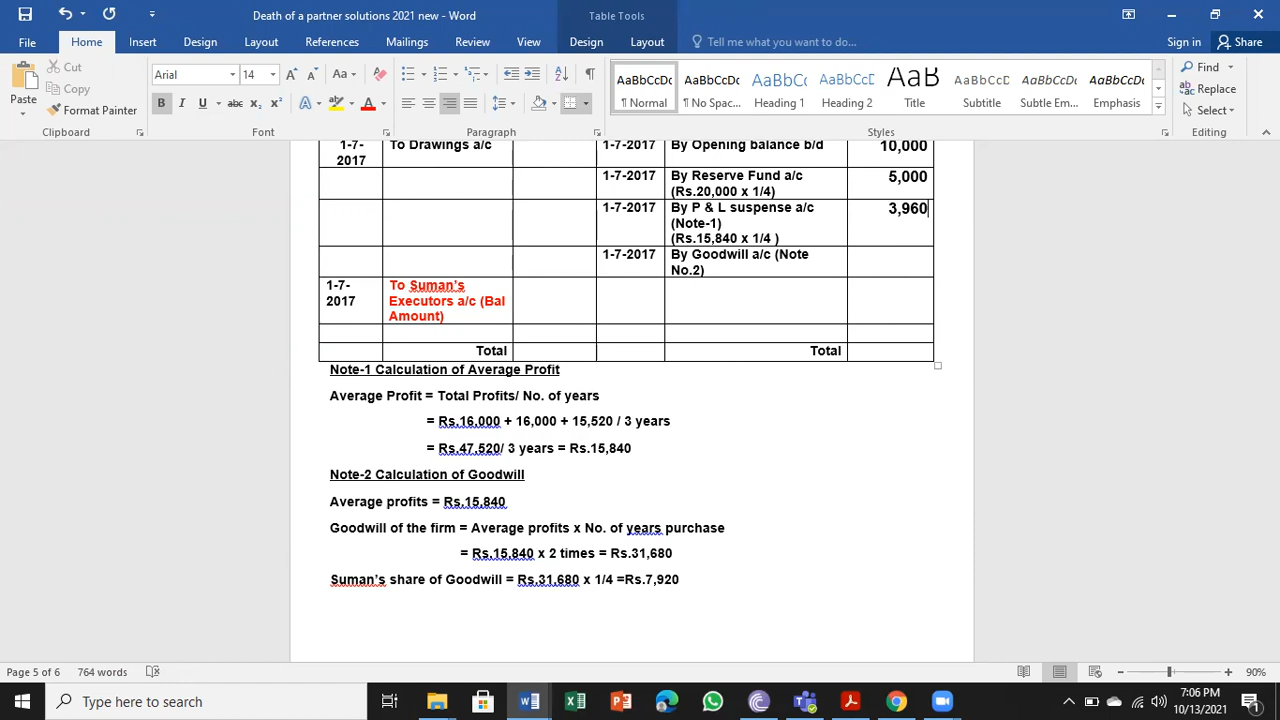 Death of a partner solutions 2021 new - Word
Table Tools
File Home Insert Design Layout References Mailings Review View Design Layout Tell me what you want to do... Sign in Share
Cut
Copy
Format Painter
Paste
Arial 14
Find
Replace
Select
AaBbCcDc AaBbCcDc AaBbCc AaBbCcC AaB AaBbCcD AaBbCcDc AaBbCcDc
¶ Normal ¶ No Spac... Heading Heading 2 Title Subtitle Subtle Em... Emphasis
Clipboard Font Paragraph Styles Editing
1-7-2017 To Drawings a/c 1-7-2017 By Opening balance b/d 10,000
1-7-2017 By Reserve Fund a/c 5,000
(Rs.20,000 x 1/4)
1-7-2017 By P & L suspense a/c 3,960
(Note-1)
(Rs.15,840 x 1/4 )
1-7-2017 By Goodwill a/c (Note
No.2)
1-7- To Suman's
2017 Executors a/c (Bal
Amount)
Total Total
Note-1 Calculation of Average Profit
Average Profit = Total Profits/ No. of years
= Rs.16,000 + 16,000 + 15,520 / 3 years
= Rs.47,520/ 3 years = Rs.15,840
Note-2 Calculation of Goodwill
Average profits = Rs.15,840
Goodwill of the firm = Average profits x No. of years purchase
= Rs.15,840 x 2 times = Rs.31,680
Suman's share of Goodwill = Rs.31,680 x 1/4 =Rs.7,920
Page 5 of 6 764 words 90%
Type here to search
7:06 PM
10/13/2021